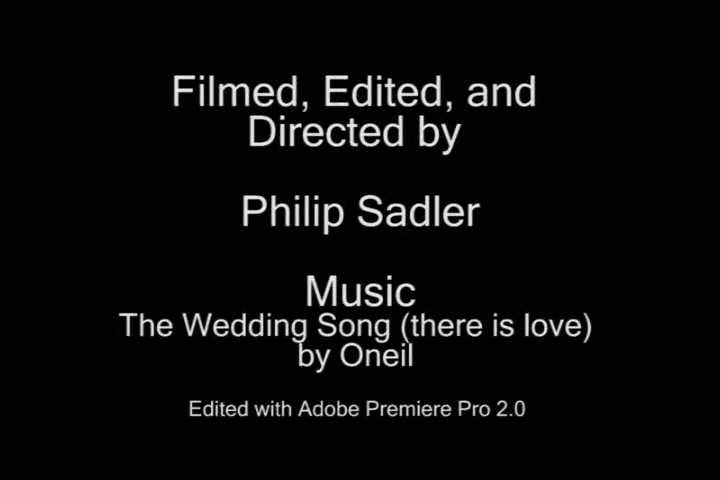 Filmed, Edited, and
Directed by
Philip Sadler
Music
The Wedding Song (there is love)
by Oneil
Edited with Adobe Premiere Pro 2.0